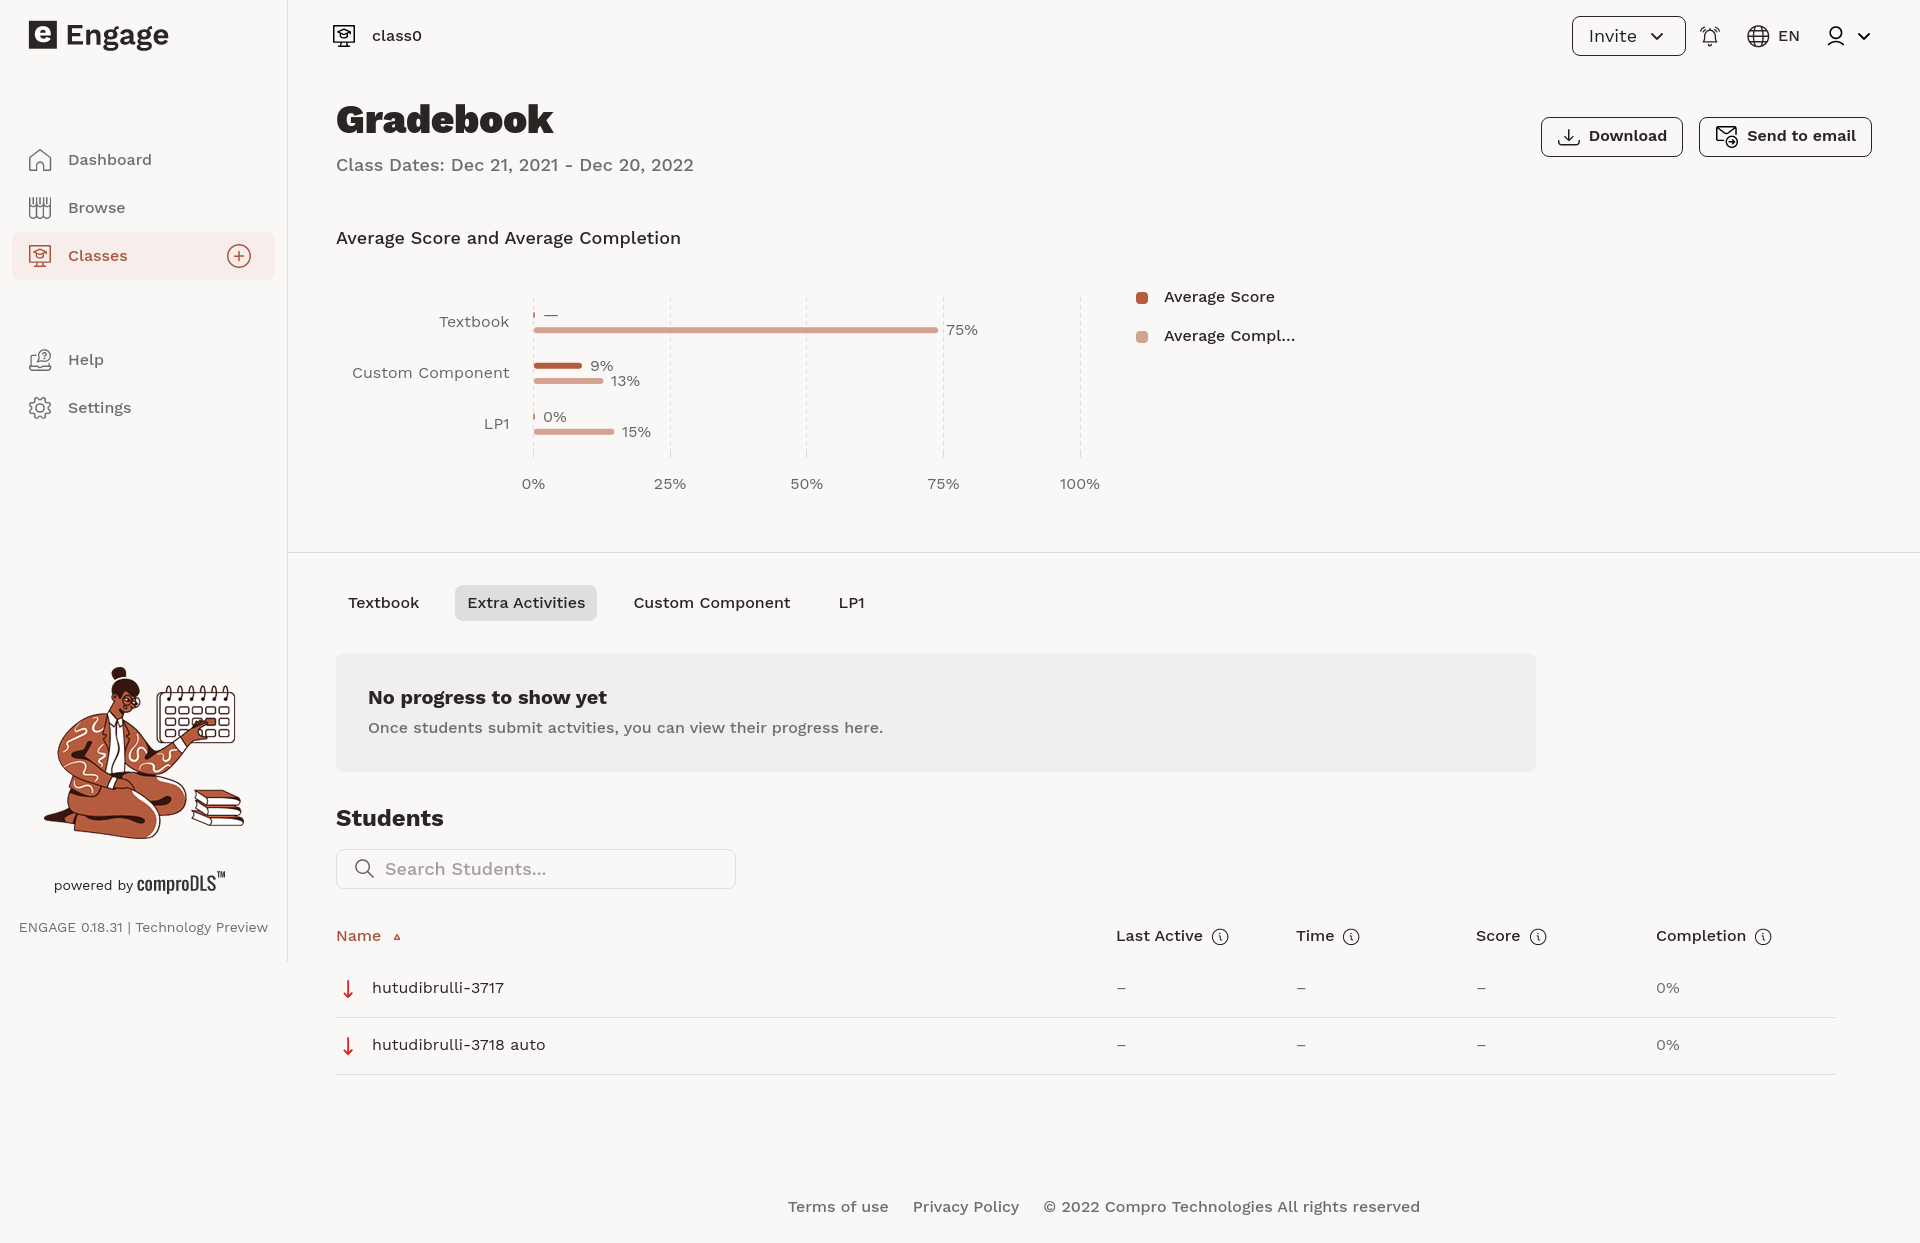 e Engage
class0
Invite
EN
Dashboard
Browse
Classes
Help
Settings
powered by comproDLS™
ENGAGE 0.18.31 | Technology Preview
Gradebook
Class Dates: Dec 21, 2021 - Dec 20, 2022
Download
Send to email
Average Score and Average Completion
Textbook
—
75%
Custom Component
9%
13%
LP1
0%
15%
0%
25%
50%
75%
100%
Average Score
Average Compl...
Textbook
Extra Activities
Custom Component
LP1
No progress to show yet
Once students submit actvities, you can view their progress here.
Students
Search Students...
Name
Last Active
Time
Score
Completion
hutudibrulli-3717 – – – 0%
hutudibrulli-3718 auto – – – 0%
Terms of use
Privacy Policy
© 2022 Compro Technologies All rights reserved